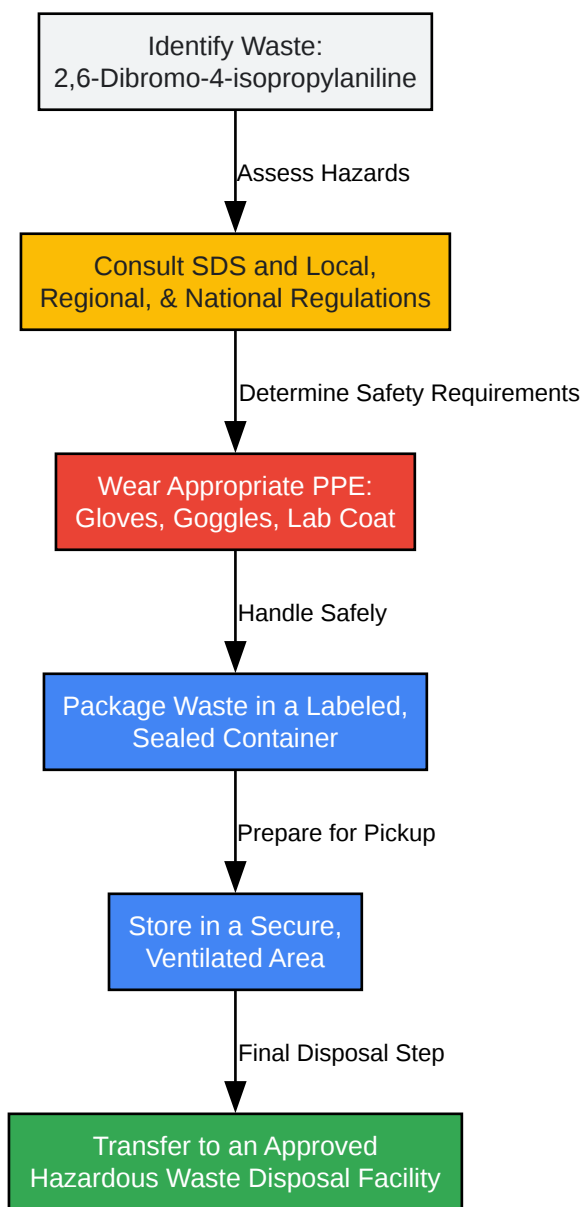 Identify Waste:
2,6-Dibromo-4-isopropylaniline
Assess Hazards
Consult SDS and Local,
Regional, & National Regulations
Determine Safety Requirements
Wear Appropriate PPE:
Gloves, Goggles, Lab Coat
Handle Safely
Package Waste in a Labeled,
Sealed Container
Prepare for Pickup
Store in a Secure,
Ventilated Area
Final Disposal Step
Transfer to an Approved
Hazardous Waste Disposal Facility